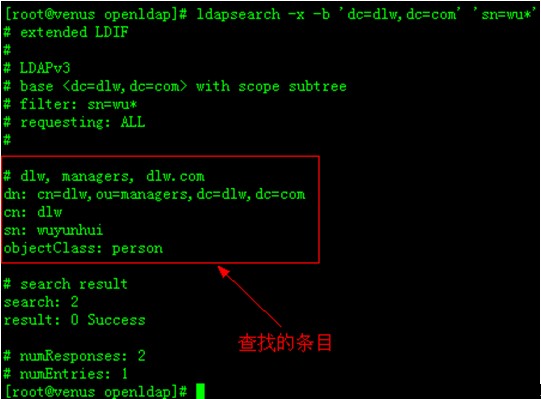 [root@venus openldap]# ldapsearch -x -b 'dc=dlw,dc=com' 'sn=wu*'
# extended LDIF
#
# LDAPv3
# base <dc=dlw,dc=com> with scope subtree
# filter: sn=wu*
# requesting: ALL
#
# dlw, managers, dlw.com
dn: cn=dlw,ou=managers,dc=dlw,dc=com
cn: dlw
sn: wuyunhui
objectClass: person
# search result
search: 2
result: 0 Success
查找的条目
# numResponses: 2
# numEntries: 1
[root@venus openldap]#